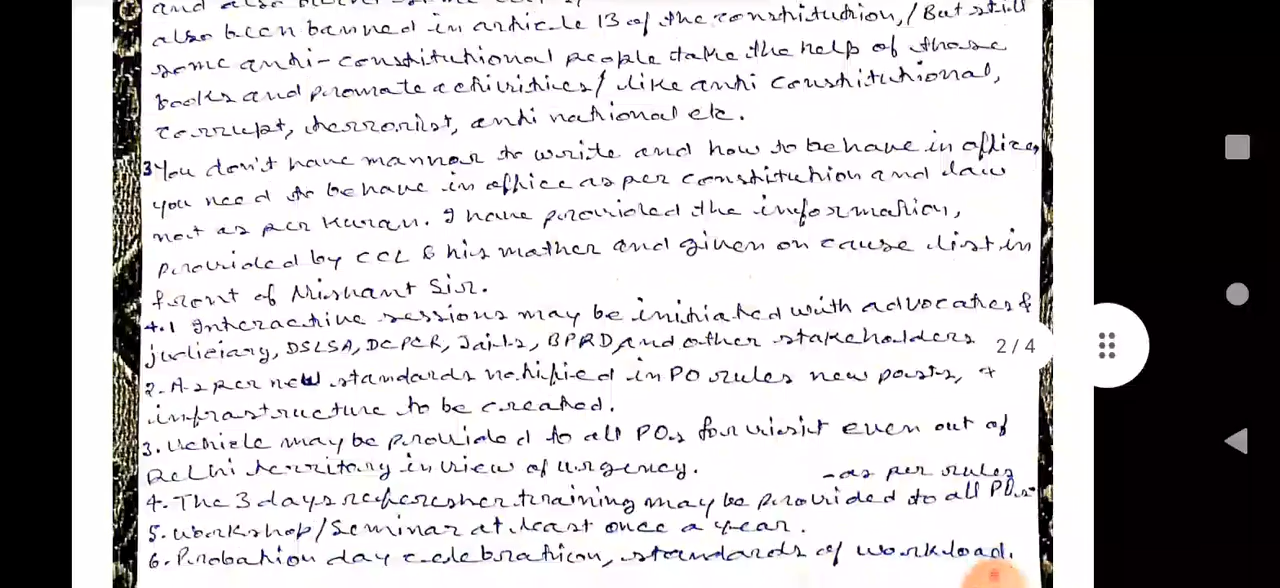 also been banned in article 13 of the constitution, / But still
some anti-constitutional people take the help of those
books and promote activities / like anti constitutional,
corrupt, terrorist, anti national etc.
3 You don't have manner to write and how to behave in office,
you need to behave in office as per constitution and law
not as per Kuran. I have provided the information,
provided by CCL & his mother and given on cause list in
front of Nishant Sir.
4.1 Interactive sessions may be initiated with advocates &
judiciary, DSLSA, DCPCR, Jails, BPRD, and other stakeholders
2/4
2. As per new standards notified in PO rules new posts, +
infrastructure to be created.
3. Vehicle may be provided to all POs for visit even out of
Delhi territory in view of urgency.
- as per rules
4. The 3 days refresher training may be provided to all POs
5. Workshop/Seminar at least once a year.
6. Probation day celebration, standards of workload.